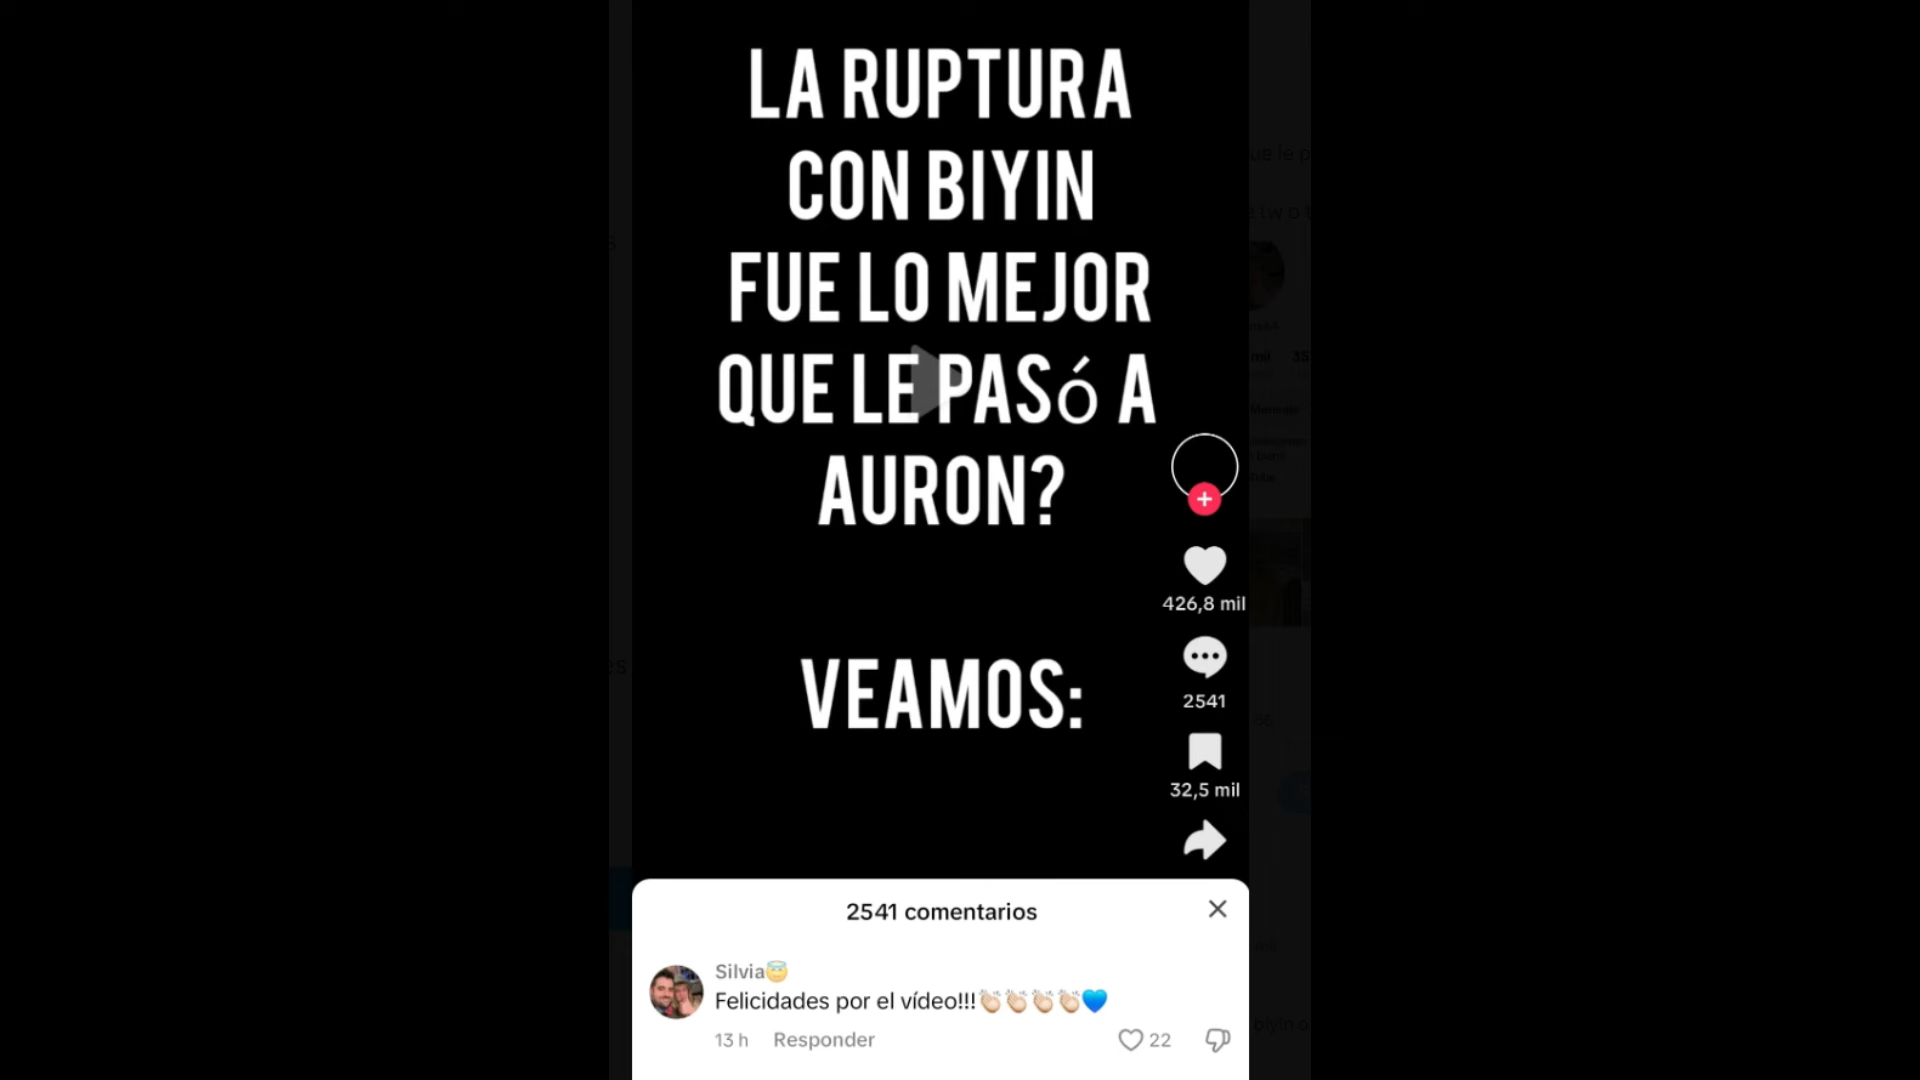 LA RUPTURA
CON BIYIN
FUE LO MEJOR
QUE LE PASó A
AURON?
VEAMOS:
426,8 mil
2541
32,5 mil
2541 comentarios
Silvia😇
Felicidades por el vídeo!!!👏🏻👏🏻👏🏻👏🏻💙
13 h Responder 22